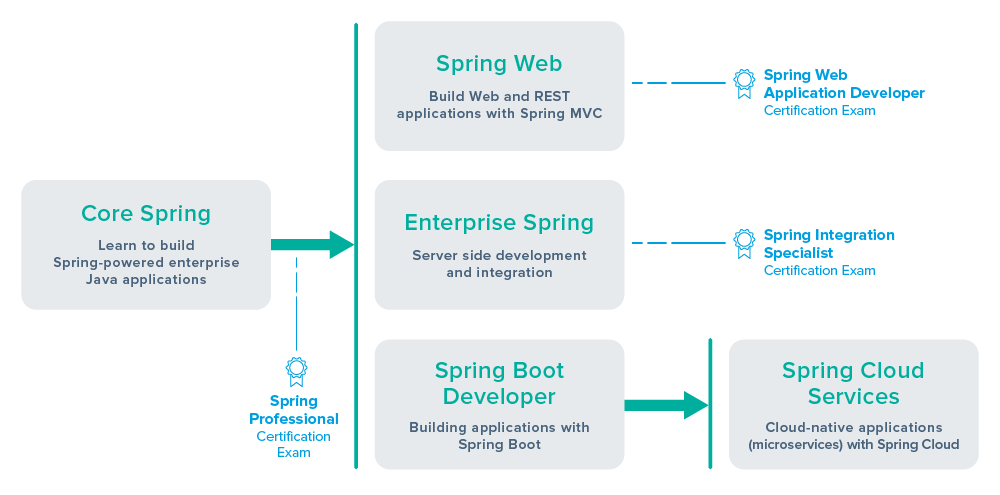 Core Spring
Learn to build
Spring-powered enterprise
Java applications
Spring
Professional
Certification
Exam
Spring Web
Build Web and REST
applications with Spring MVC
Spring Web
Application Developer
Certification Exam
Enterprise Spring
Server side development
and integration
Spring Integration
Specialist
Certification Exam
Spring Boot
Developer
Building applications with
Spring Boot
Spring Cloud
Services
Cloud-native applications
(microservices) with Spring Cloud